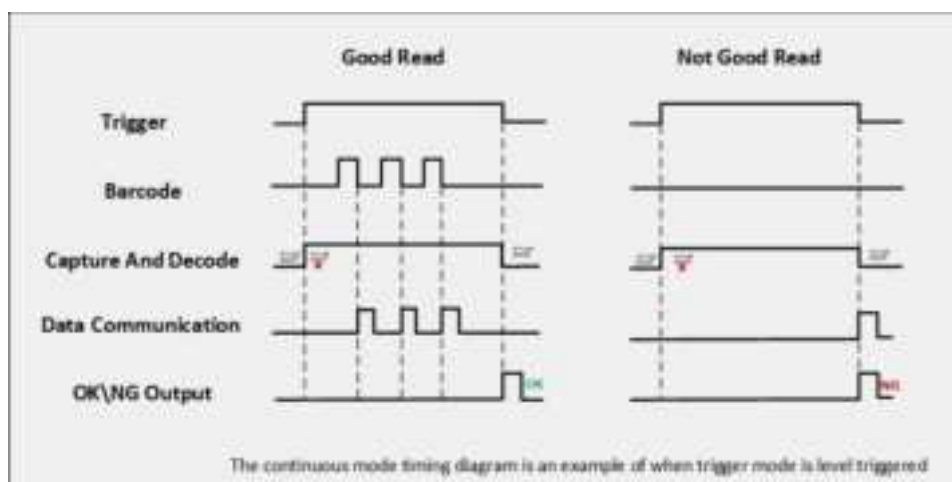 Good Read
Not Good Read
Trigger
Barcode
Capture And Decode
Data Communication
OK\NG Output
OK
NG
The continuous mode timing diagram is an example of when trigger mode is level triggered